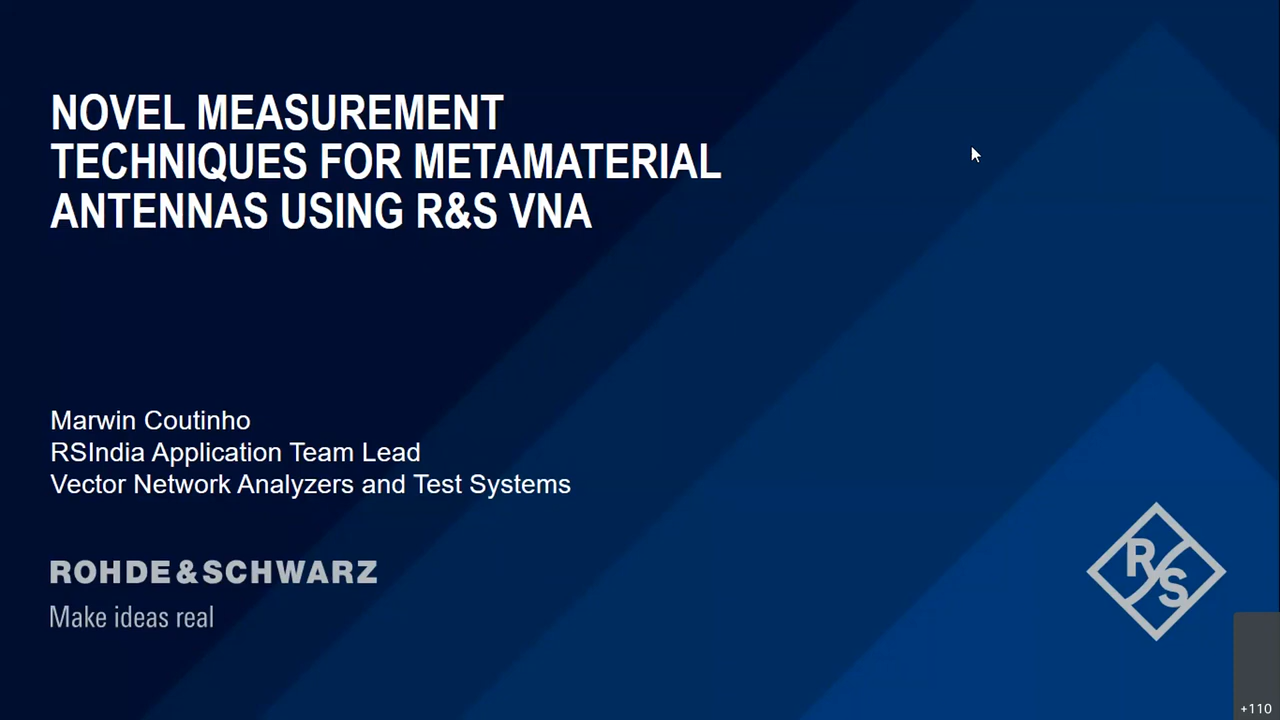 NOVEL MEASUREMENT
TECHNIQUES FOR METAMATERIAL
ANTENNAS USING R&S VNA
Marwin Coutinho
RSIndia Application Team Lead
Vector Network Analyzers and Test Systems
ROHDE&SCHWARZ
Make ideas real
R
S
+110